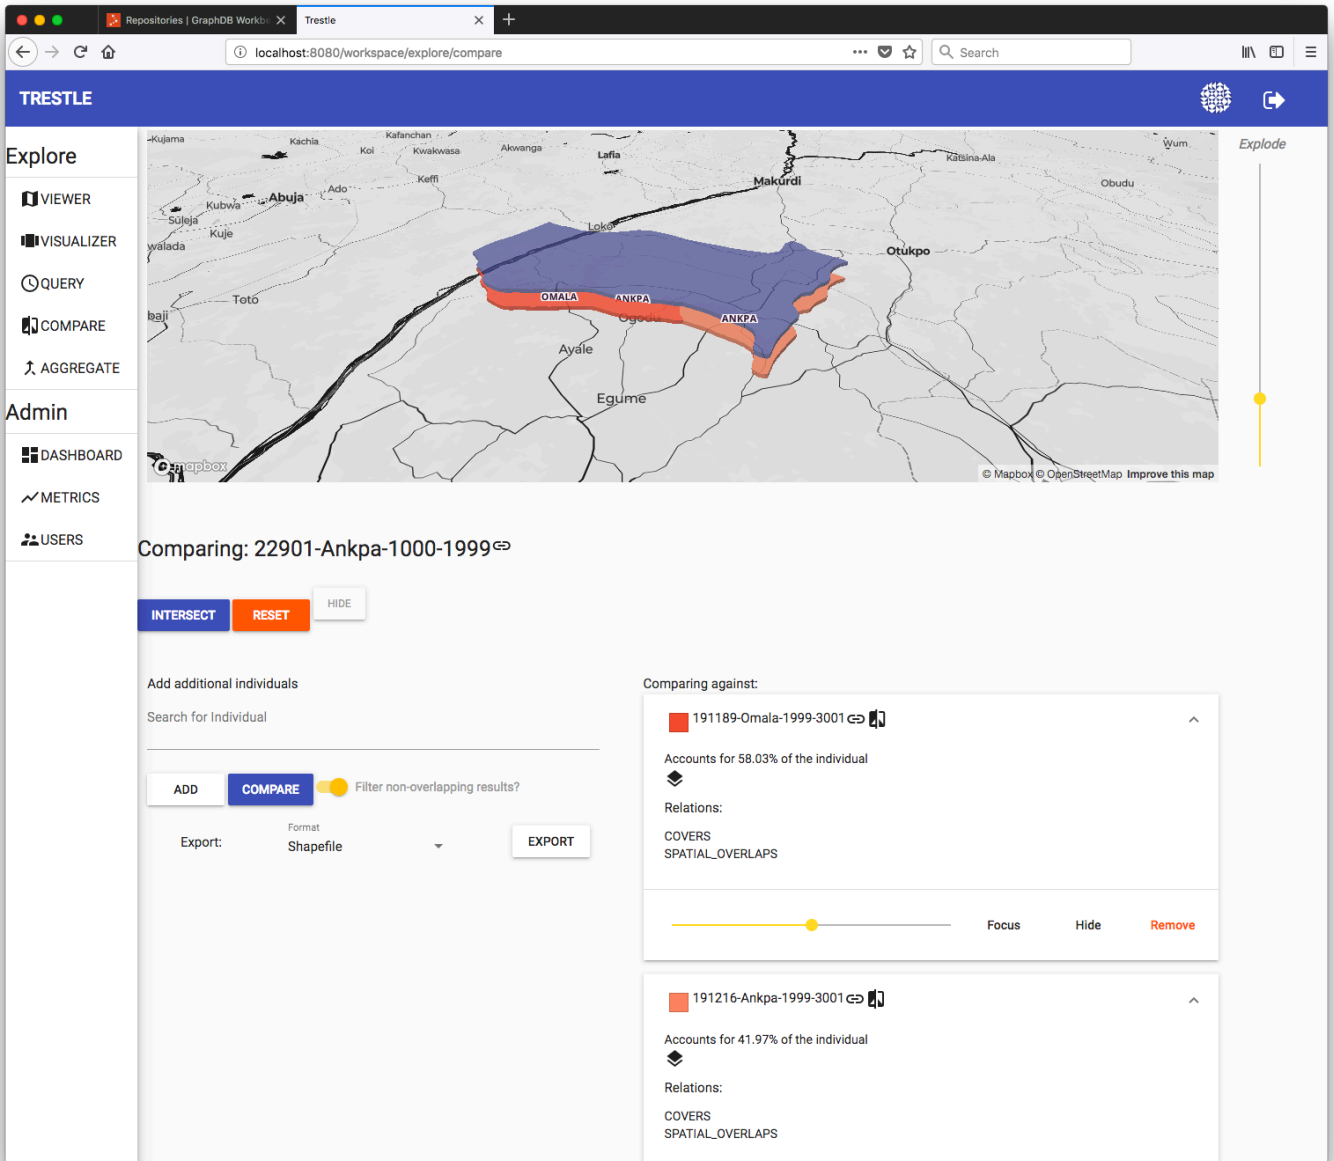 Repositories | GraphDB Workbe
Trestle
localhost:8080/workspace/explore/compare
Search
TRESTLE
Explore
VIEWER
VISUALIZER
QUERY
COMPARE
AGGREGATE
Admin
DASHBOARD
METRICS
USERS
Kujama
Kachia
Kafanchan
Koi
Kwakwasa
Akwanga
Lafia
Katsina-Ala
Wum
Makurdi
Obudu
Keffi
Ado
Abuja
Kubwa
Suleja
Kuje
walada
Loko
Otukpo
Toto
baji
OMALA
ANKPA
ANKPA
Ogodu
Ayale
Egume
mapbox
© Mapbox © OpenStreetMap Improve this map
Explode
Comparing: 22901-Ankpa-1000-1999
INTERSECT
RESET
HIDE
Add additional individuals
Search for Individual
ADD
COMPARE
Filter non-overlapping results?
Export:
Format
Shapefile
EXPORT
Comparing against:
191189-Omala-1999-3001
Accounts for 58.03% of the individual
Relations:
COVERS
SPATIAL_OVERLAPS
Focus
Hide
Remove
191216-Ankpa-1999-3001
Accounts for 41.97% of the individual
Relations:
COVERS
SPATIAL_OVERLAPS